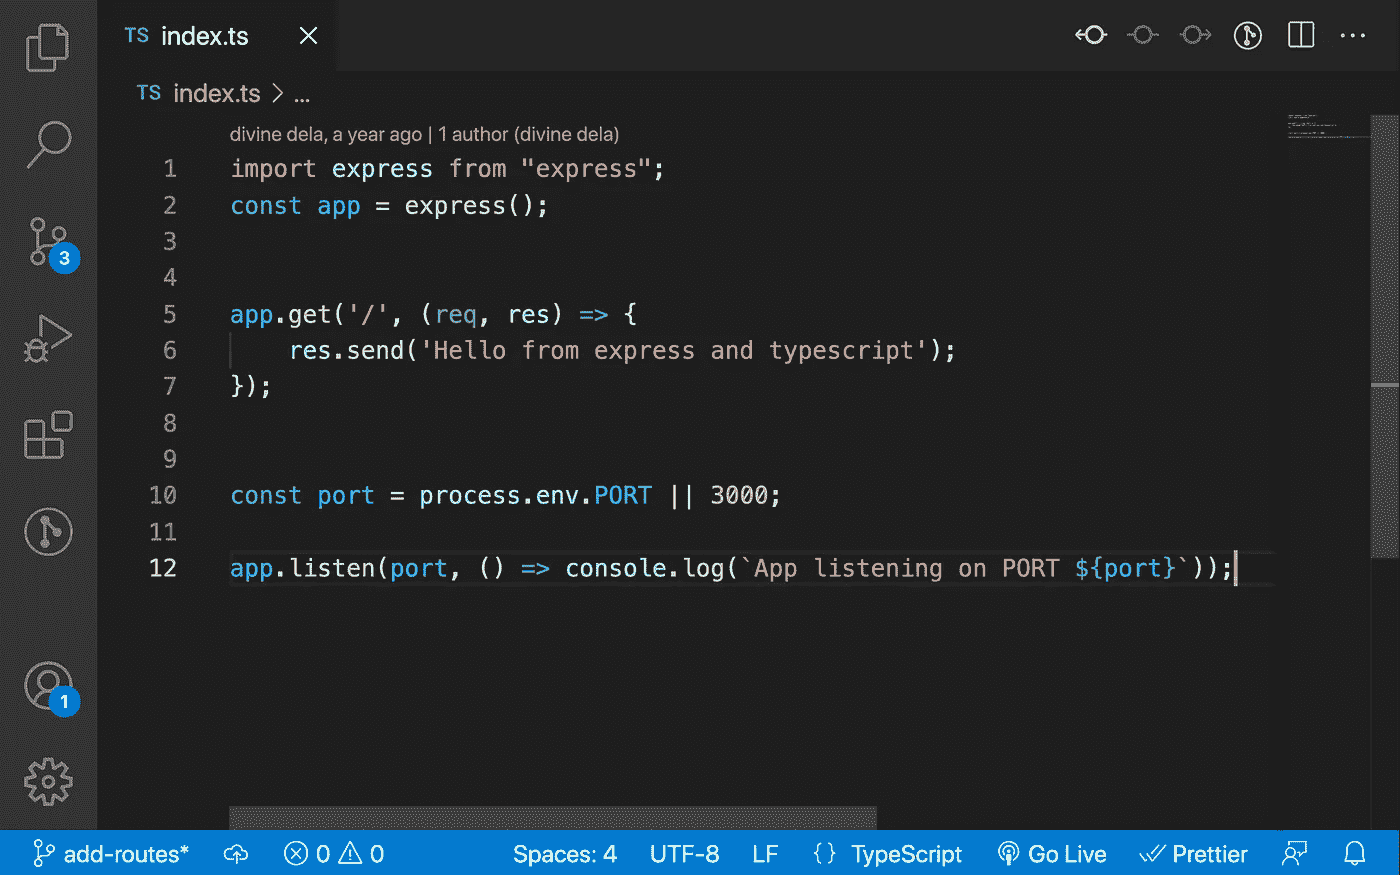 TS index.ts
TS index.ts > ...
divine dela, a year ago | 1 author (divine dela)
1 import express from "express";
2 const app = express();
3
4
5 app.get('/', (req, res) => {
6     res.send('Hello from express and typescript');
7 });
8
9
10 const port = process.env.PORT || 3000;
11
12 app.listen(port, () => console.log(`App listening on PORT ${port}`));
3
1
add-routes* 0 0 Spaces: 4 UTF-8 LF {} TypeScript Go Live Prettier